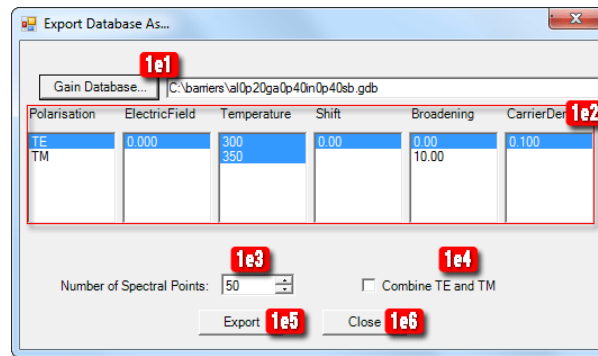 Export Database As...
x
1e1
Gain Database... C:\barriers\al0p20ga0p40in0p40sb.gdb
Polarisation ElectricField Temperature Shift Broadening CarrierDen 1e2
TE 0.000 300 0.00 0.00 0.100
TM 350 10.00
1e3 1e4
Number of Spectral Points: 50 Combine TE and TM
Export 1e5 Close 1e6